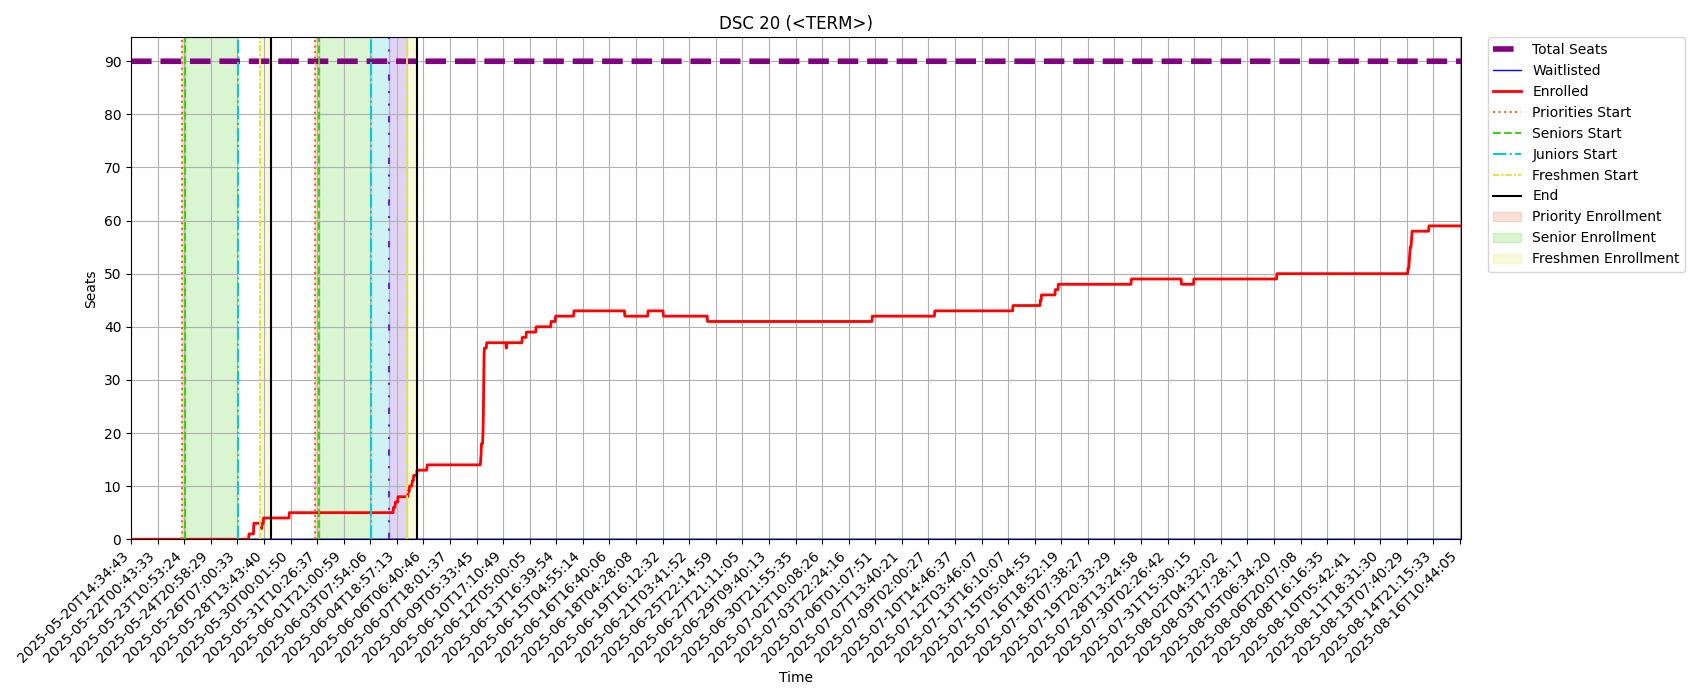 DSC 20 (<TERM>)
Total Seats
Waitlisted
Enrolled
Priorities Start
Seniors Start
Juniors Start
Freshmen Start
End
Priority Enrollment
Senior Enrollment
Freshmen Enrollment
Seats
90
80
70
60
50
40
30
20
10
0
2025-05-20T14:34:43
2025-05-22T00:43:33
2025-05-23T10:53:24
2025-05-24T20:58:29
2025-05-26T07:00:33
2025-05-28T13:43:40
2025-05-30T00:01:50
2025-05-31T10:26:37
2025-06-01T21:00:59
2025-06-03T07:54:06
2025-06-04T18:57:13
2025-06-06T06:40:46
2025-06-07T18:01:37
2025-06-09T05:33:45
2025-06-10T17:10:49
2025-06-12T05:00:05
2025-06-13T16:39:54
2025-06-15T04:55:14
2025-06-16T16:40:06
2025-06-18T04:28:08
2025-06-19T16:12:32
2025-06-21T03:41:52
2025-06-25T22:14:59
2025-06-27T21:11:05
2025-06-29T09:40:13
2025-06-30T21:55:35
2025-07-02T10:08:26
2025-07-03T22:24:16
2025-07-06T01:07:51
2025-07-07T13:40:21
2025-07-09T02:00:27
2025-07-10T14:46:37
2025-07-12T03:46:07
2025-07-13T16:10:07
2025-07-15T05:04:55
2025-07-16T18:52:19
2025-07-18T07:38:27
2025-07-19T20:33:29
2025-07-28T13:24:58
2025-07-30T02:26:42
2025-07-31T15:30:15
2025-08-02T04:32:02
2025-08-03T17:28:17
2025-08-05T06:34:20
2025-08-06T20:07:08
2025-08-08T16:16:35
2025-08-10T05:42:41
2025-08-11T18:31:30
2025-08-13T07:40:29
2025-08-14T21:15:33
2025-08-16T10:44:05
Time